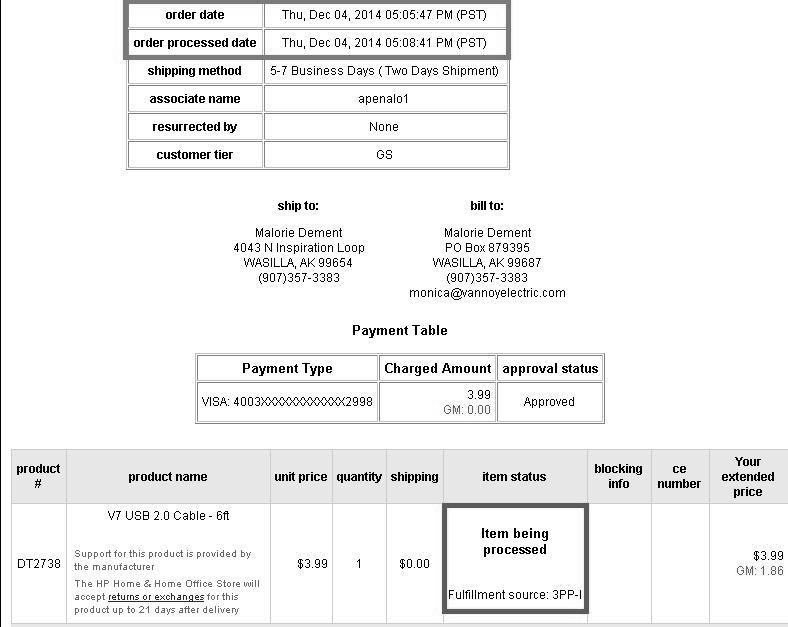 order date Thu, Dec 04, 2014 05:05:47 PM (PST)
order processed date Thu, Dec 04, 2014 05:08:41 PM (PST)
shipping method 5-7 Business Days ( Two Days Shipment)
associate name apenalo1
resurrected by None
customer tier GS
ship to: bill to:
Malorie Dement Malorie Dement
4043 N Inspiration Loop PO Box 879395
WASILLA, AK 99654 WASILLA, AK 99687
(907)357-3383 (907)357-3383
monica@vannoyelectric.com
Payment Table
Payment Type Charged Amount approval status
VISA: 4003XXXXXXXXXXXX2998 3.99 Approved
GM: 0.00
product # product name unit price quantity shipping item status blocking info ce number Your extended price
V7 USB 2.0 Cable - 6ft
Item being
processed
DT2738 $3.99 1 $0.00 $3.99
GM: 1.86
Support for this product is provided by
the manufacturer
The HP Home & Home Office Store will
accept returns or exchanges for this
product up to 21 days after delivery
Fulfillment source: 3PP-I